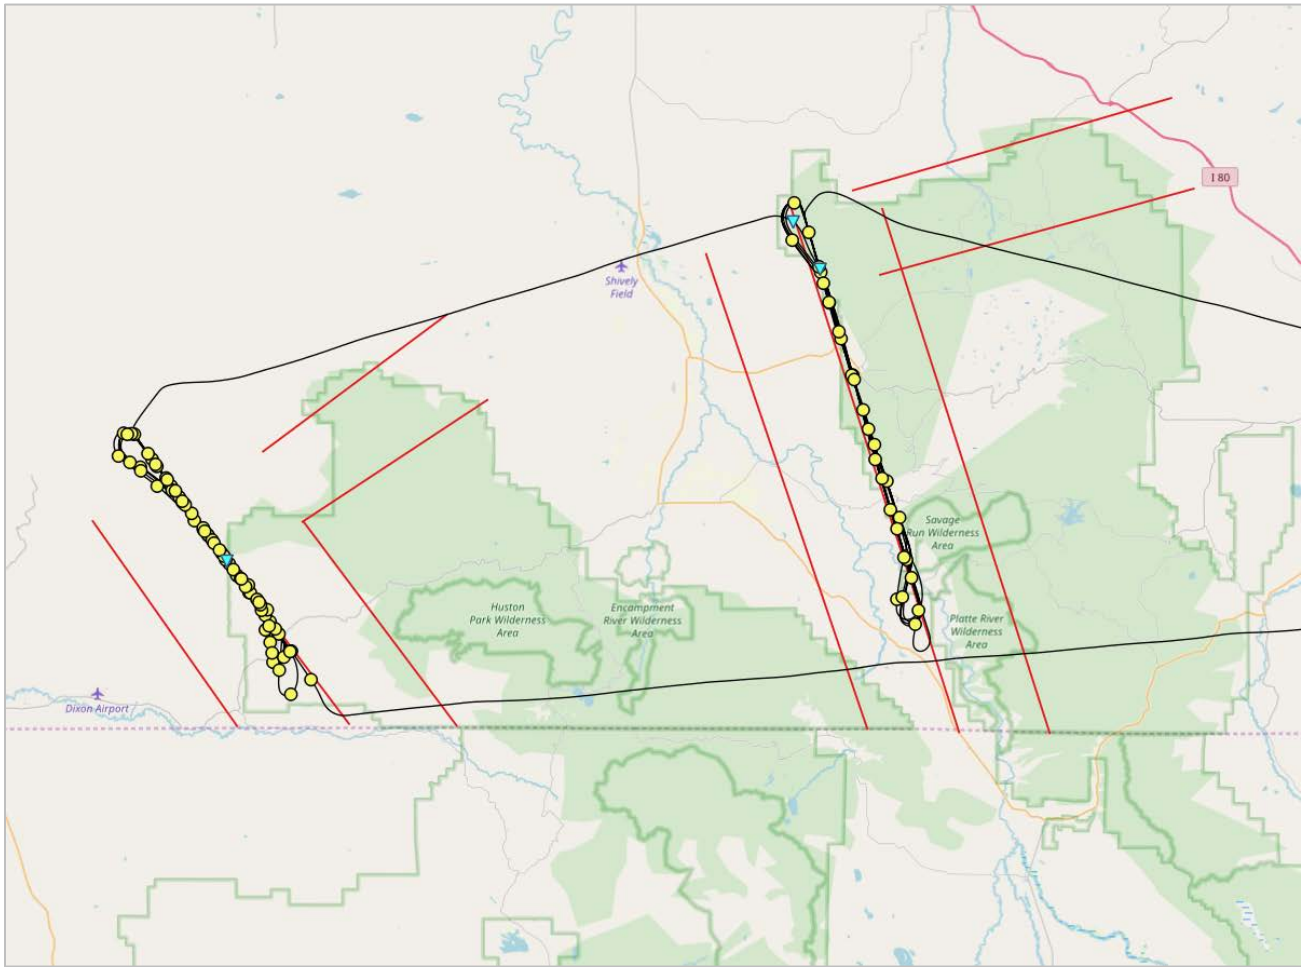 I 80
Shively
Field
Savage
Run Wilderness
Area
Huston
Park Wilderness
Area
Encampment
River Wilderness
Area
Platte River
Wilderness
Area
Dixon Airport